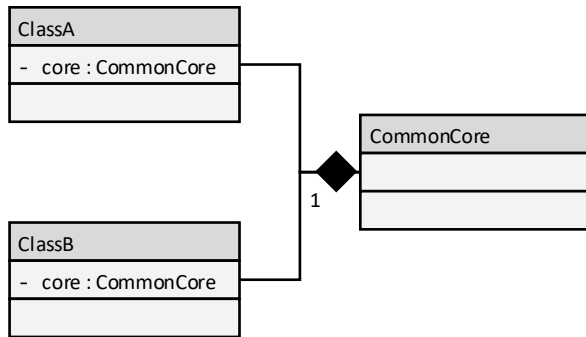 ClassA
- core : CommonCore
CommonCore
1
ClassB
- core : CommonCore